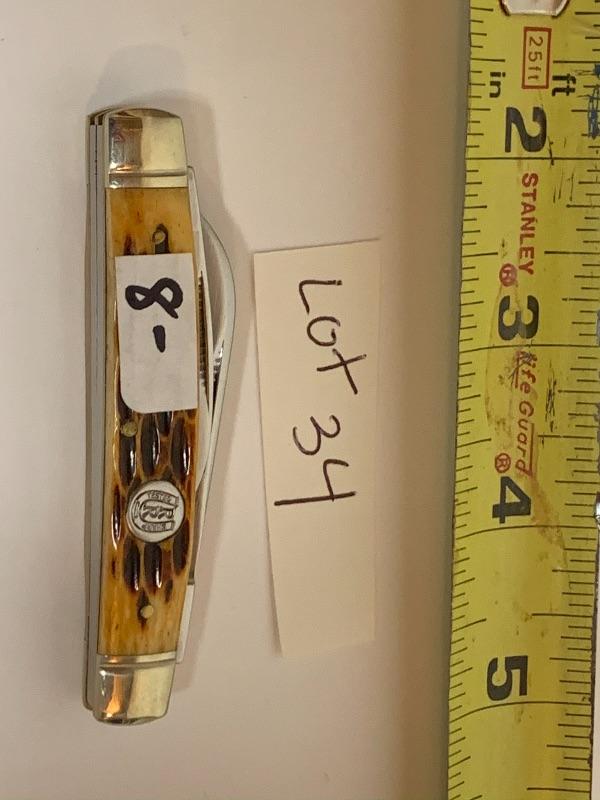 8-
Lot 34
25ft
ft
in
2
STANLEY ®
3
Life Guard ®
4
5